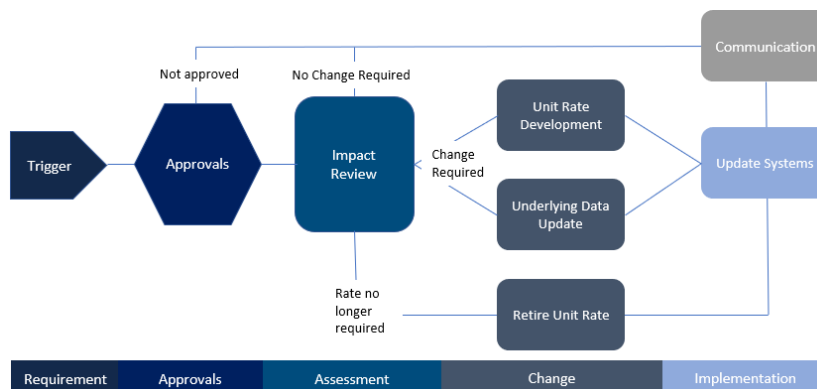 Communication
Not approved
No Change Required
Trigger
Approvals
Impact
Review
Change
Required
Unit Rate
Development
Underlying Data
Update
Update Systems
Rate no
longer
required
Retire Unit Rate
Requirement
Approvals
Assessment
Change
Implementation